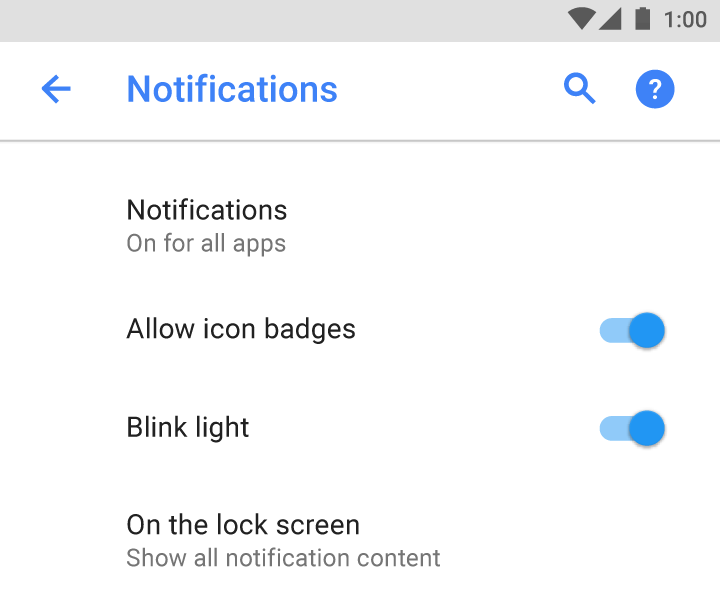 1:00
Notifications
?
Notifications
On for all apps
Allow icon badges
Blink light
On the lock screen
Show all notification content